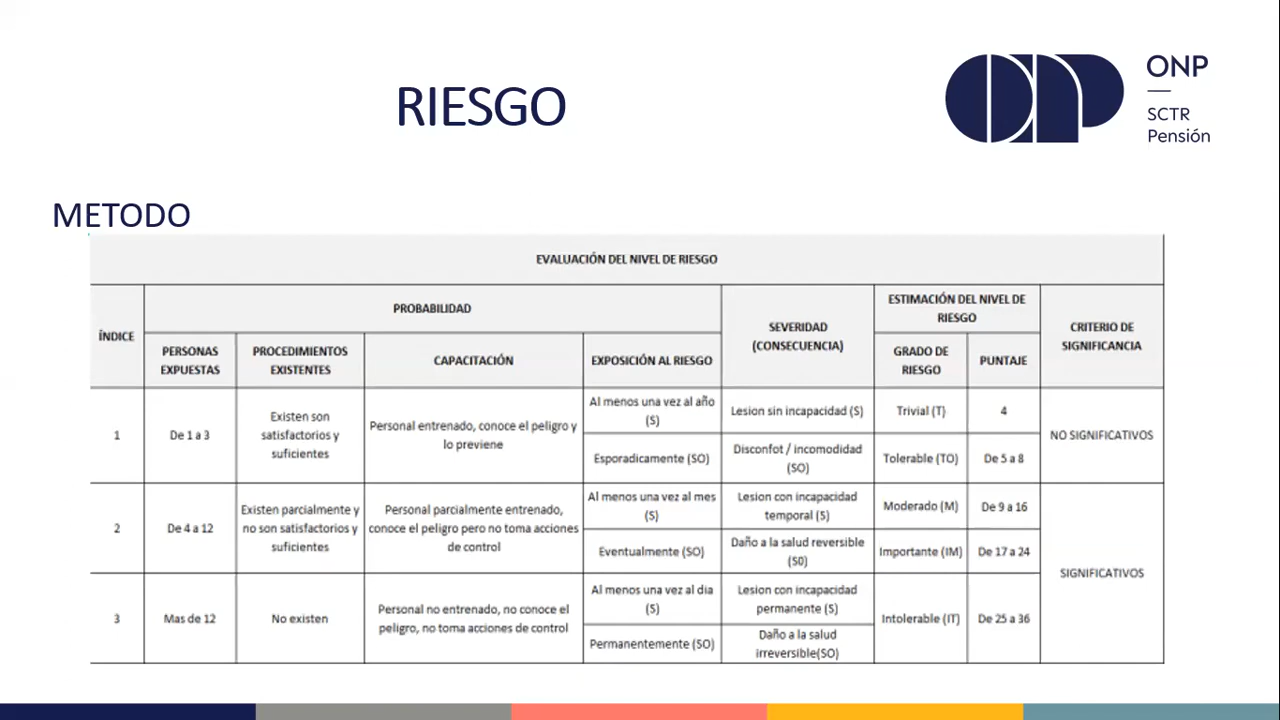 RIESGO
ONP
SCTR
Pensión
METODO
EVALUACIÓN DEL NIVEL DE RIESGO
ÍNDICE
PROBABILIDAD
SEVERIDAD
(CONSECUENCIA)
ESTIMACIÓN DEL NIVEL DE
RIESGO
CRITERIO DE
SIGNIFICANCIA
PERSONAS
EXPUESTAS
PROCEDIMIENTOS
EXISTENTES
CAPACITACIÓN
EXPOSICIÓN AL RIESGO
GRADO DE
RIESGO
PUNTAJE
1
De 1 a 3
Existen son
satisfactorios y
suficientes
Personal entrenado, conoce el peligro y
lo previene
Al menos una vez al año
(S)
Lesion sin incapacidad (S)
Trivial (T)
4
NO SIGNIFICATIVOS
Esporadicamente (SO)
Disconfot / incomodidad
(SO)
Tolerable (TO)
De 5 a 8
2
De 4 a 12
Existen parcialmente y
no son satisfactorios y
suficientes
Personal parcialmente entrenado,
conoce el peligro pero no toma acciones
de control
Al menos una vez al mes
(S)
Lesion con incapacidad
temporal (S)
Moderado (M)
De 9 a 16
SIGNIFICATIVOS
Eventualmente (SO)
Daño a la salud reversible
(S0)
Importante (IM)
De 17 a 24
3
Mas de 12
No existen
Personal no entrenado, no conoce el
peligro, no toma acciones de control
Al menos una vez al dia
(S)
Lesion con incapacidad
permanente (S)
Intolerable (IT)
De 25 a 36
Permanentemente (SO)
Daño a la salud
irreversible(SO)